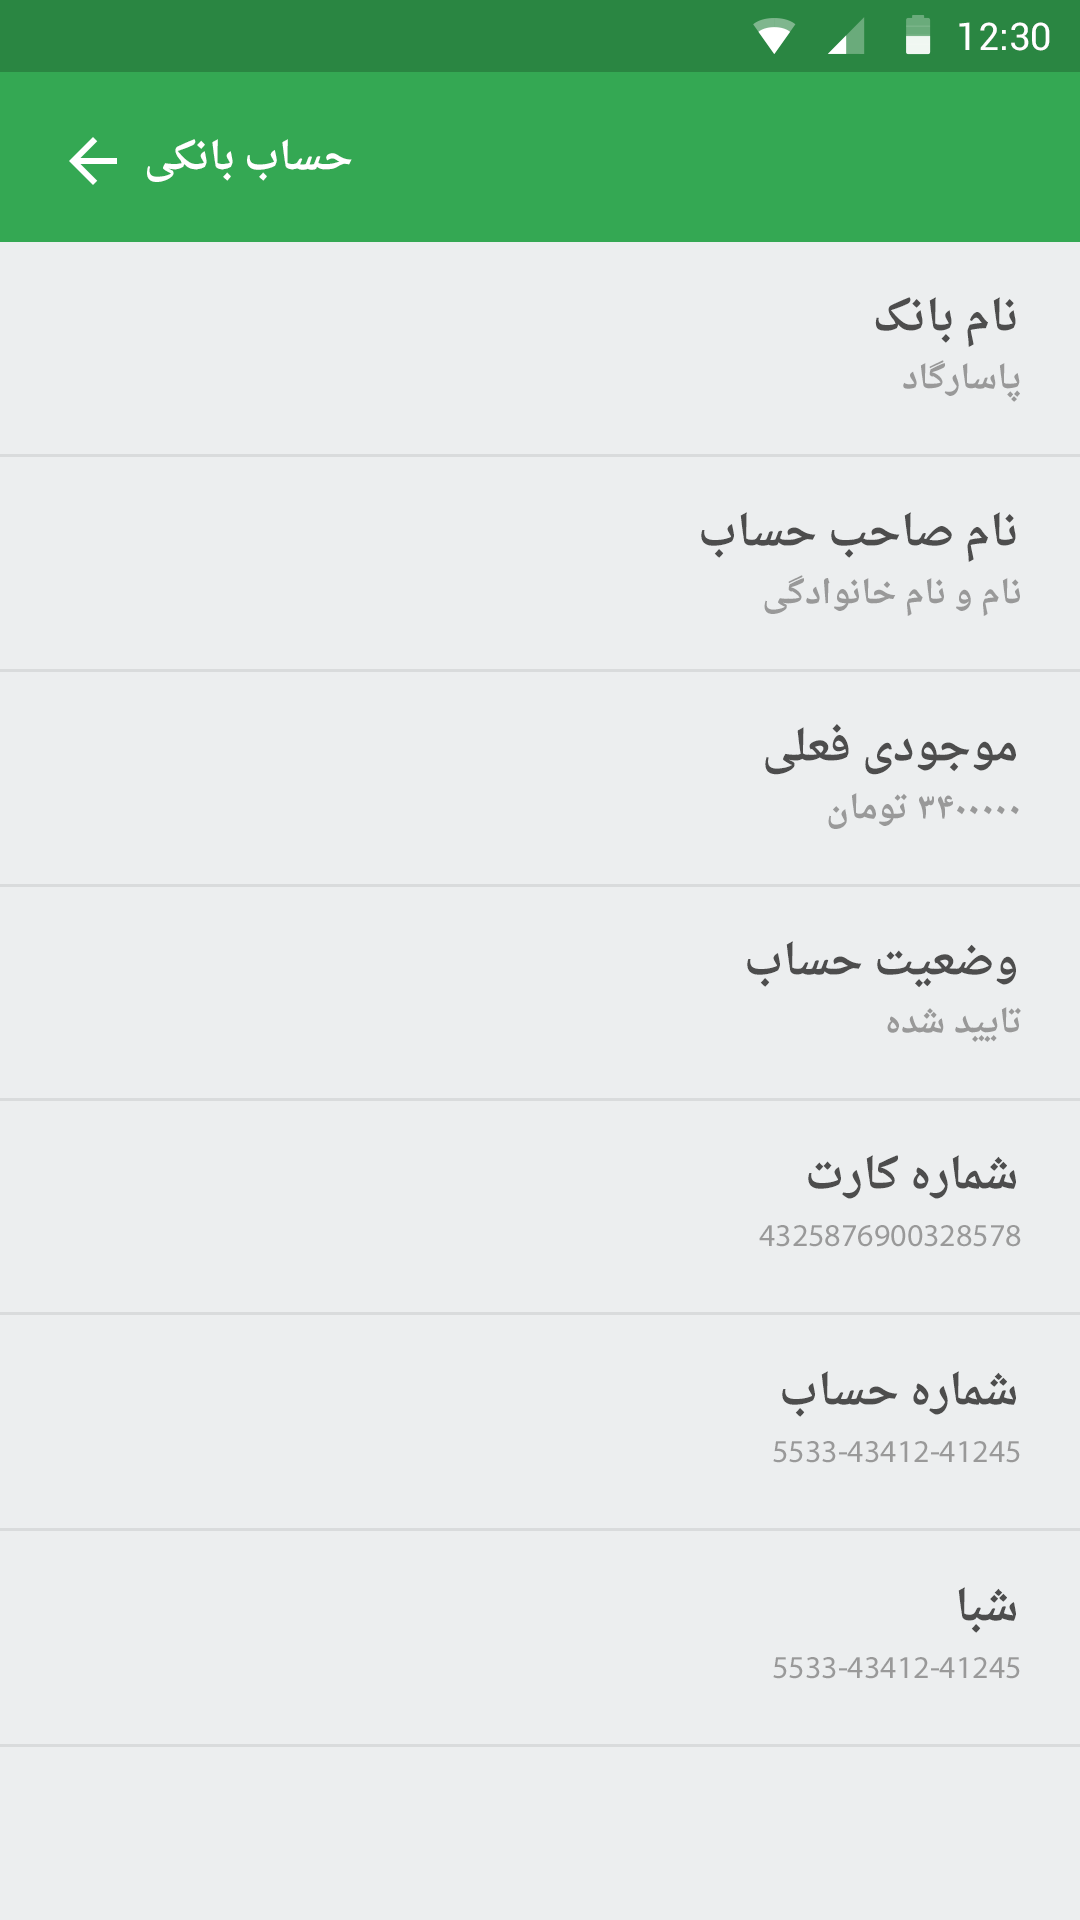 12:30
حساب بانکی
نام بانک
پاسارگاد
نام صاحب حساب
نام و نام خانوادگی
موجودی فعلی
۳۴۰۰۰۰۰ تومان
وضعیت حساب
تایید شده
شماره کارت
4325876900328578
شماره حساب
5533-43412-41245
شبا
5533-43412-41245